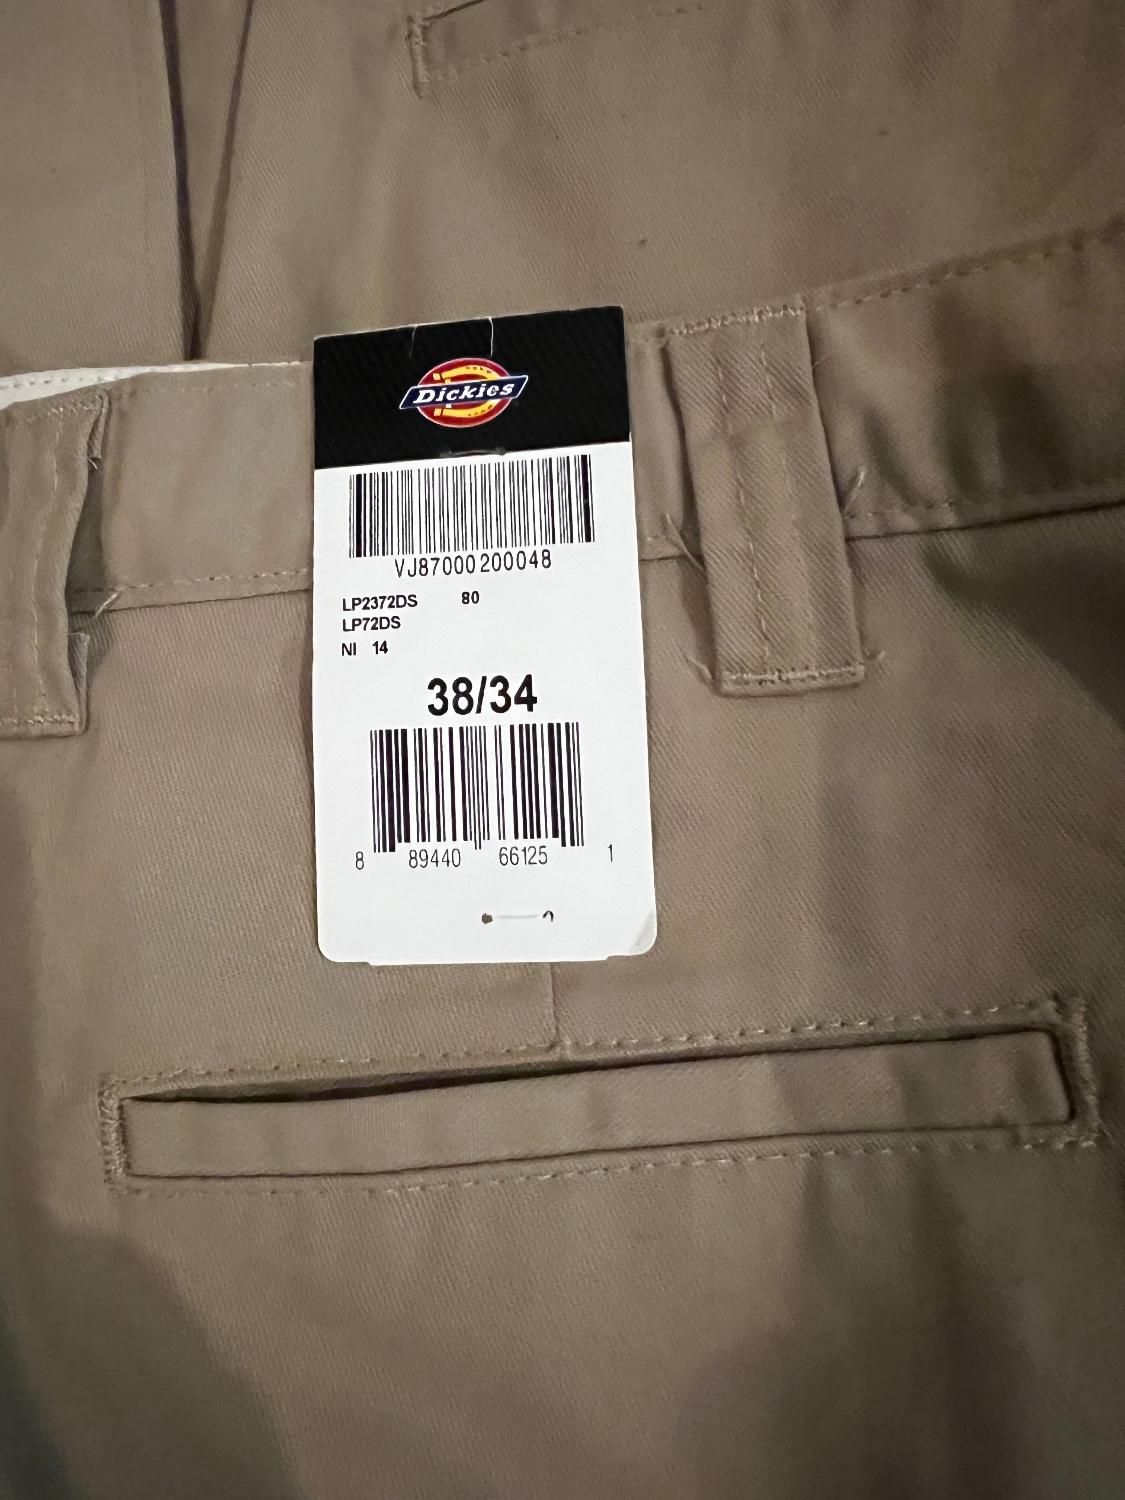 Dickies
VJ87000200048
LP2372DS 80
LP72DS
NI 14
38/34
8 89440 66125 1